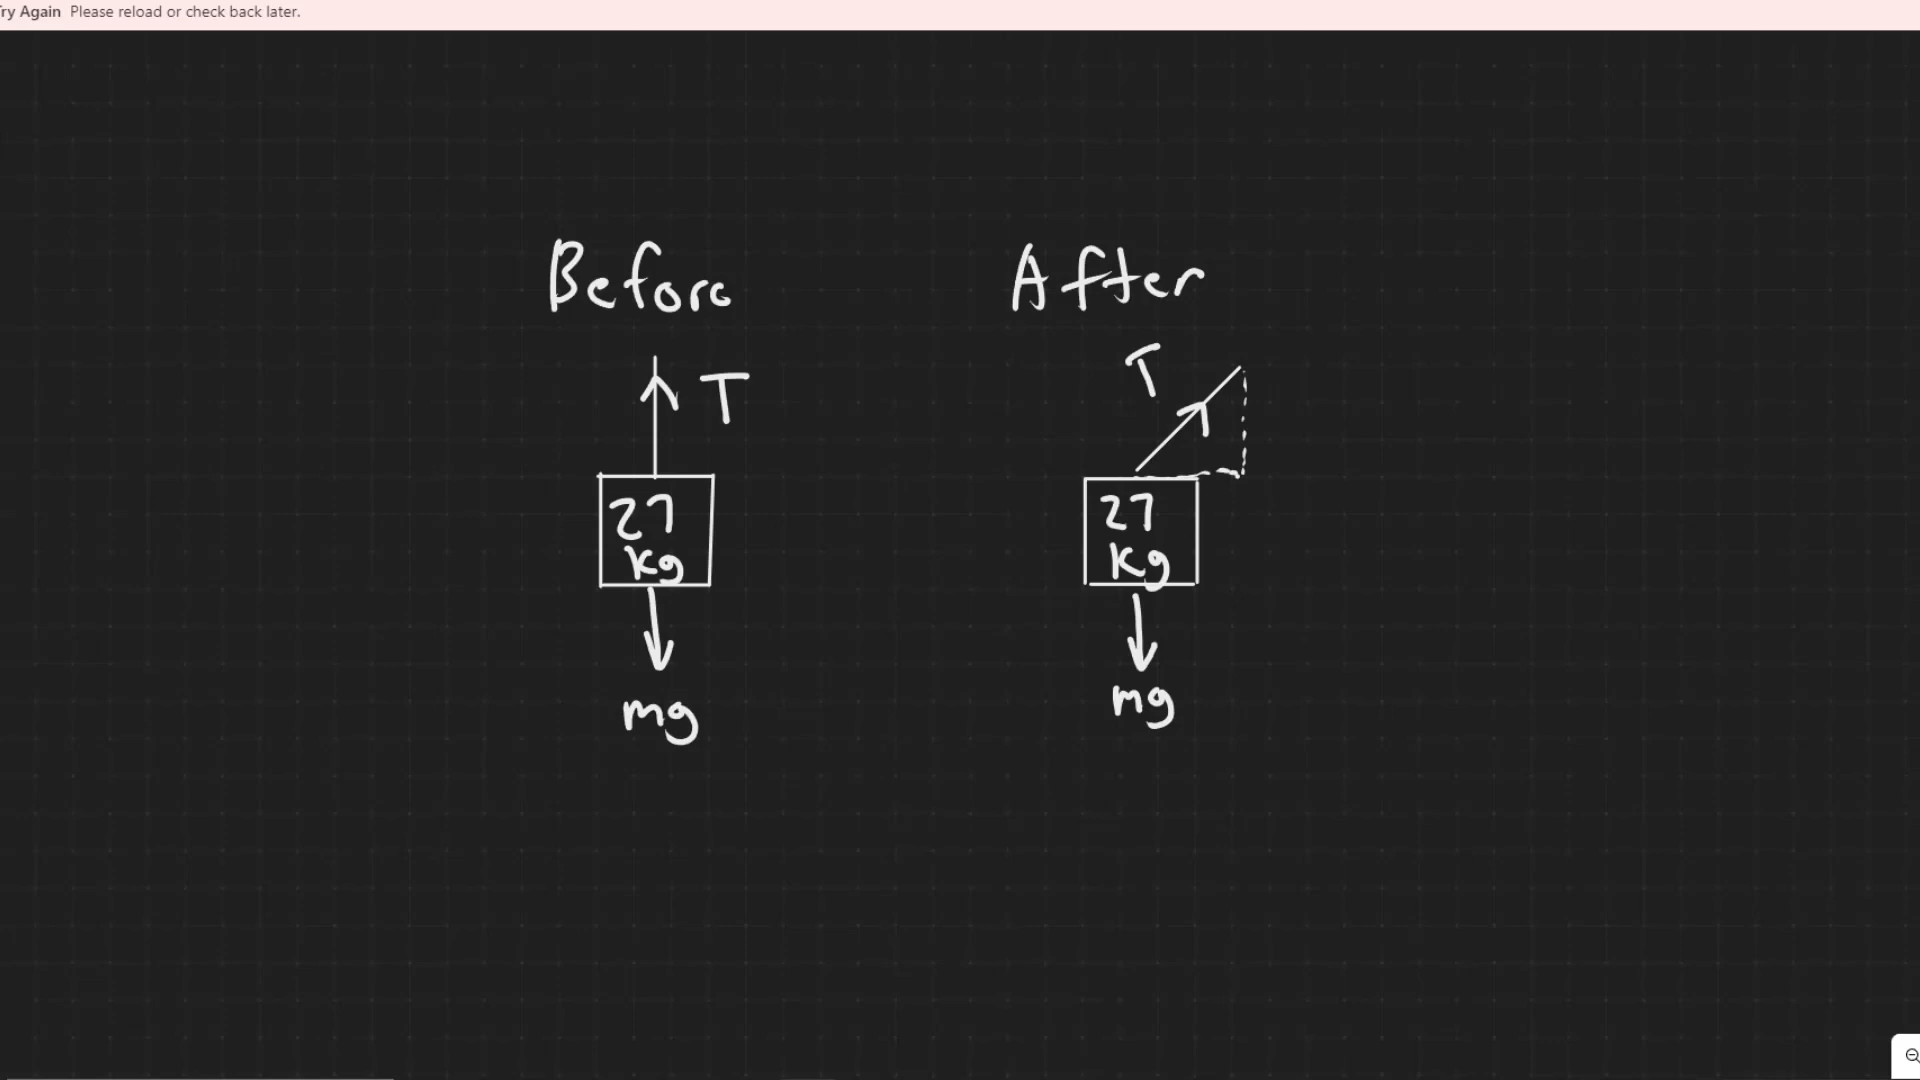 Try Again Please reload or check back later.
Before
After
T
T
27
kg
27
kg
mg
mg